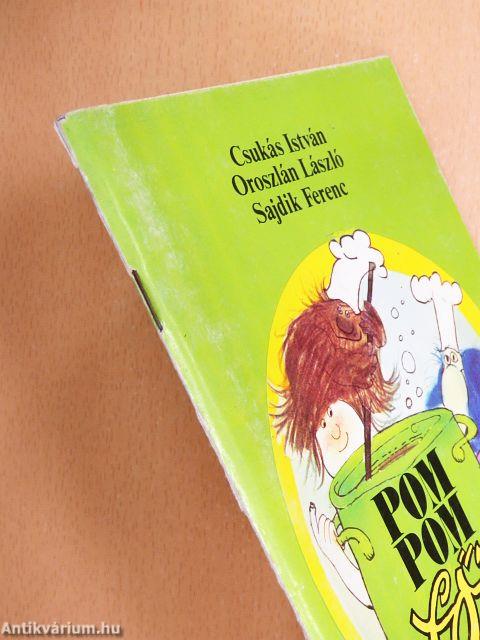 Csukás István
Oroszlán László
Sajdik Ferenc
POM
POM
Antikvárium.hu